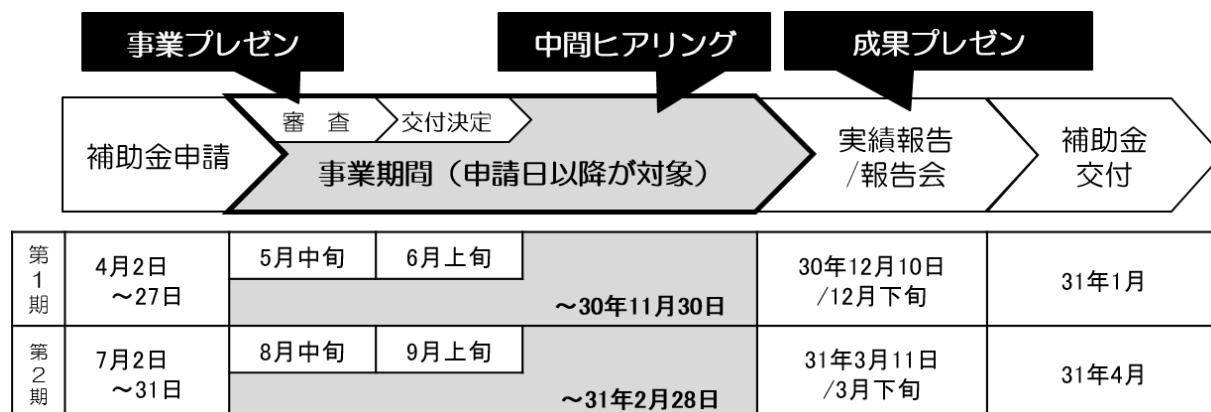 事業プレゼン
中間ヒアリング
成果プレゼン
補助金申請
審　査
交付決定
事業期間（申請日以降が対象）
実績報告
/報告会
補助金
交付
第1期
4月2日
～27日
5月中旬
6月上旬
～30年11月30日
30年12月10日
/12月下旬
31年1月
第2期
7月2日
～31日
8月中旬
9月上旬
～31年2月28日
31年3月11日
/3月下旬
31年4月